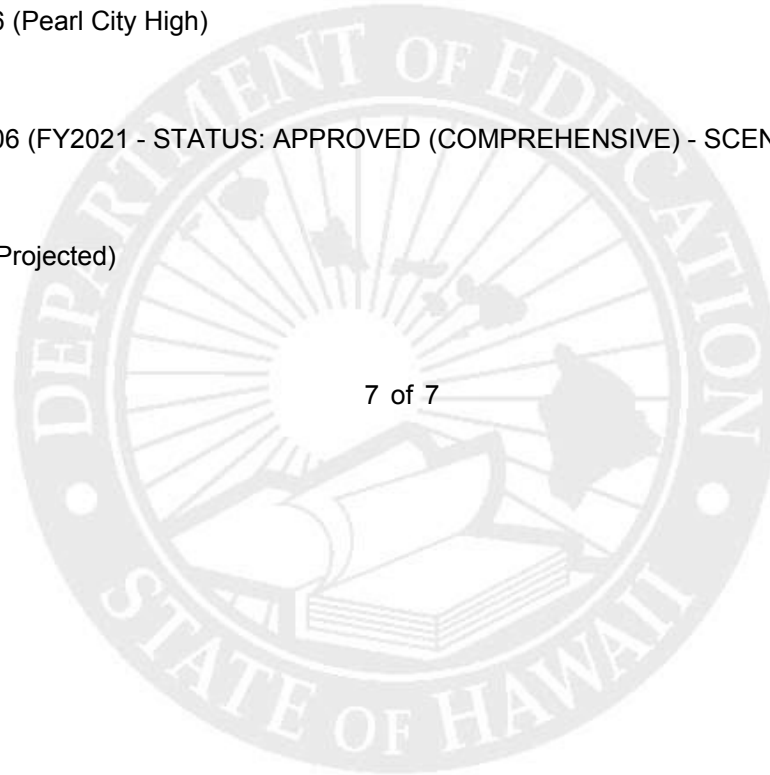 6 (Pearl City High)
06 (FY2021 - STATUS: APPROVED (COMPREHENSIVE) - SCEN
Projected)
7 of 7
DEPARTMENT OF EDUCATION
STATE OF HAWAII